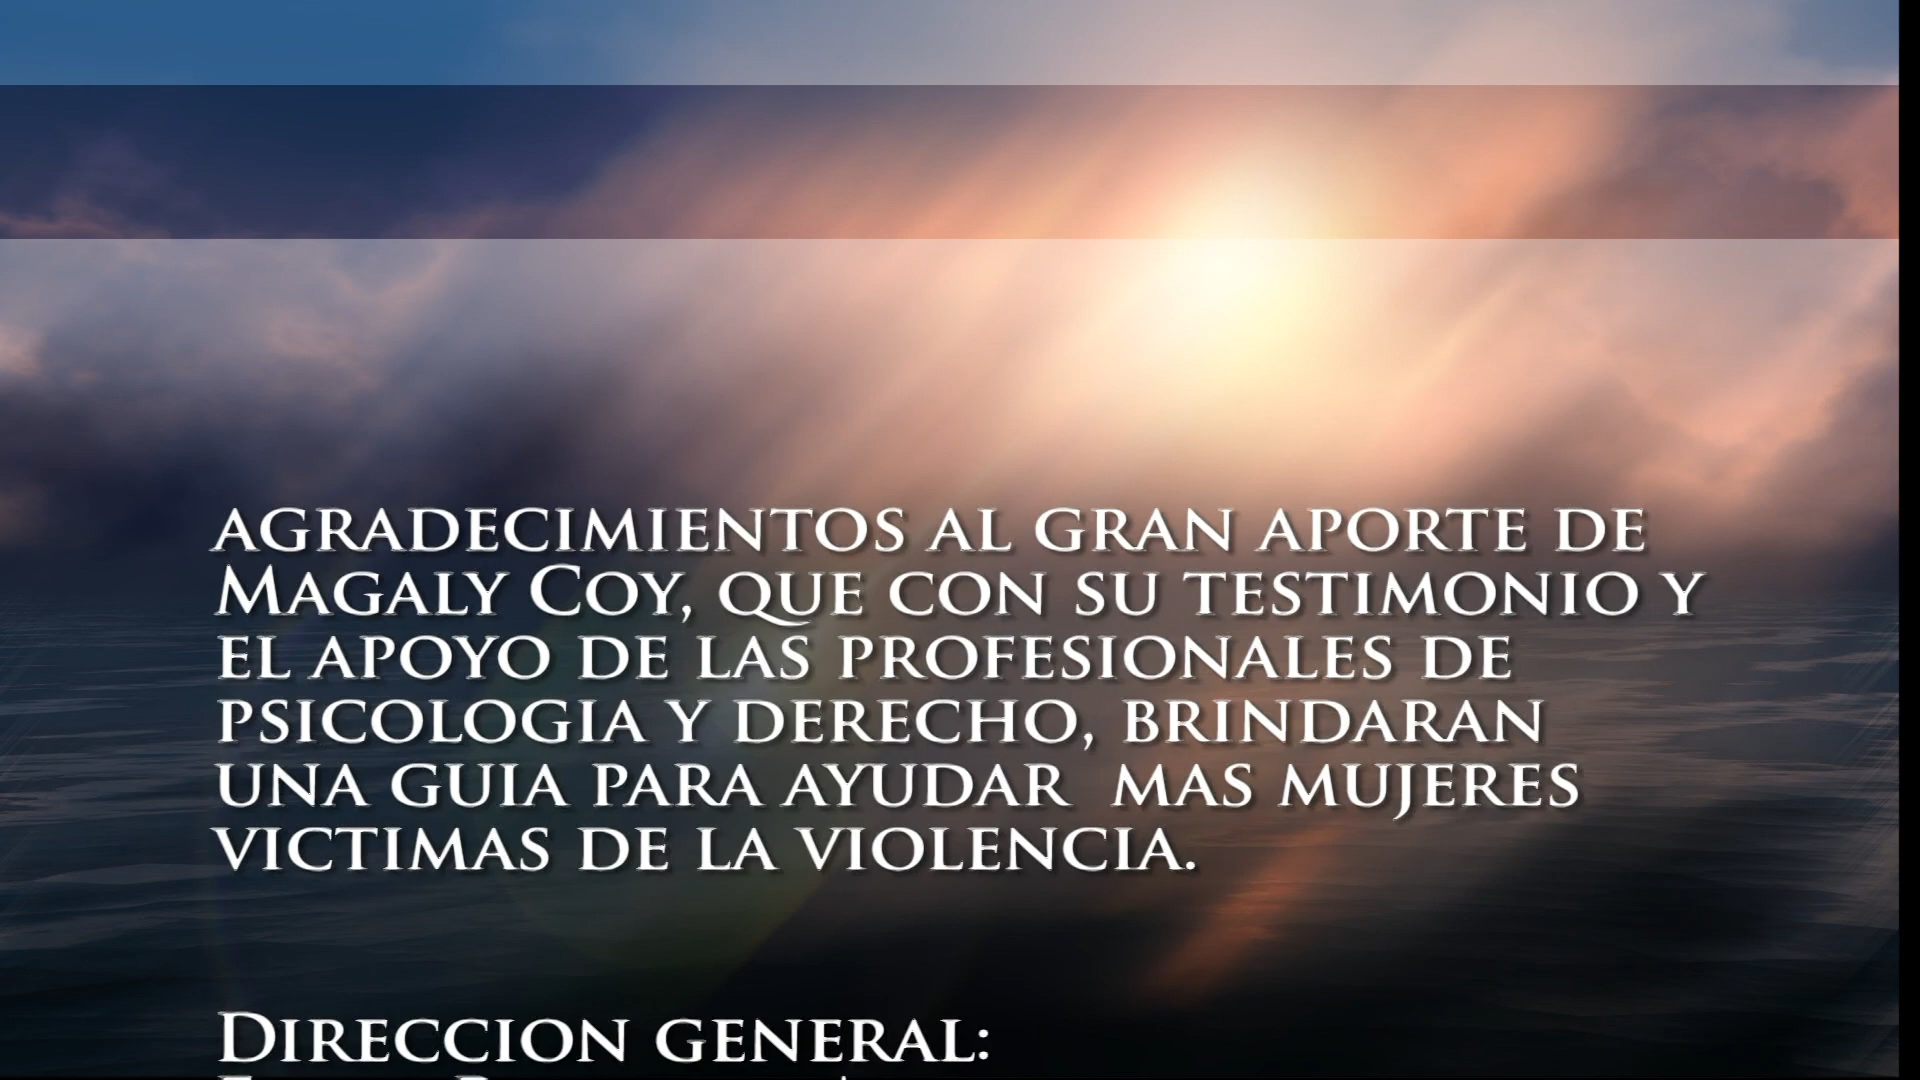 AGRADECIMIENTOS AL GRAN APORTE DE
MAGALY COY, QUE CON SU TESTIMONIO Y
EL APOYO DE LAS PROFESIONALES DE
PSICOLOGIA Y DERECHO, BRINDARAN
UNA GUIA PARA AYUDAR MAS MUJERES
VICTIMAS DE LA VIOLENCIA.
DIRECCION GENERAL: